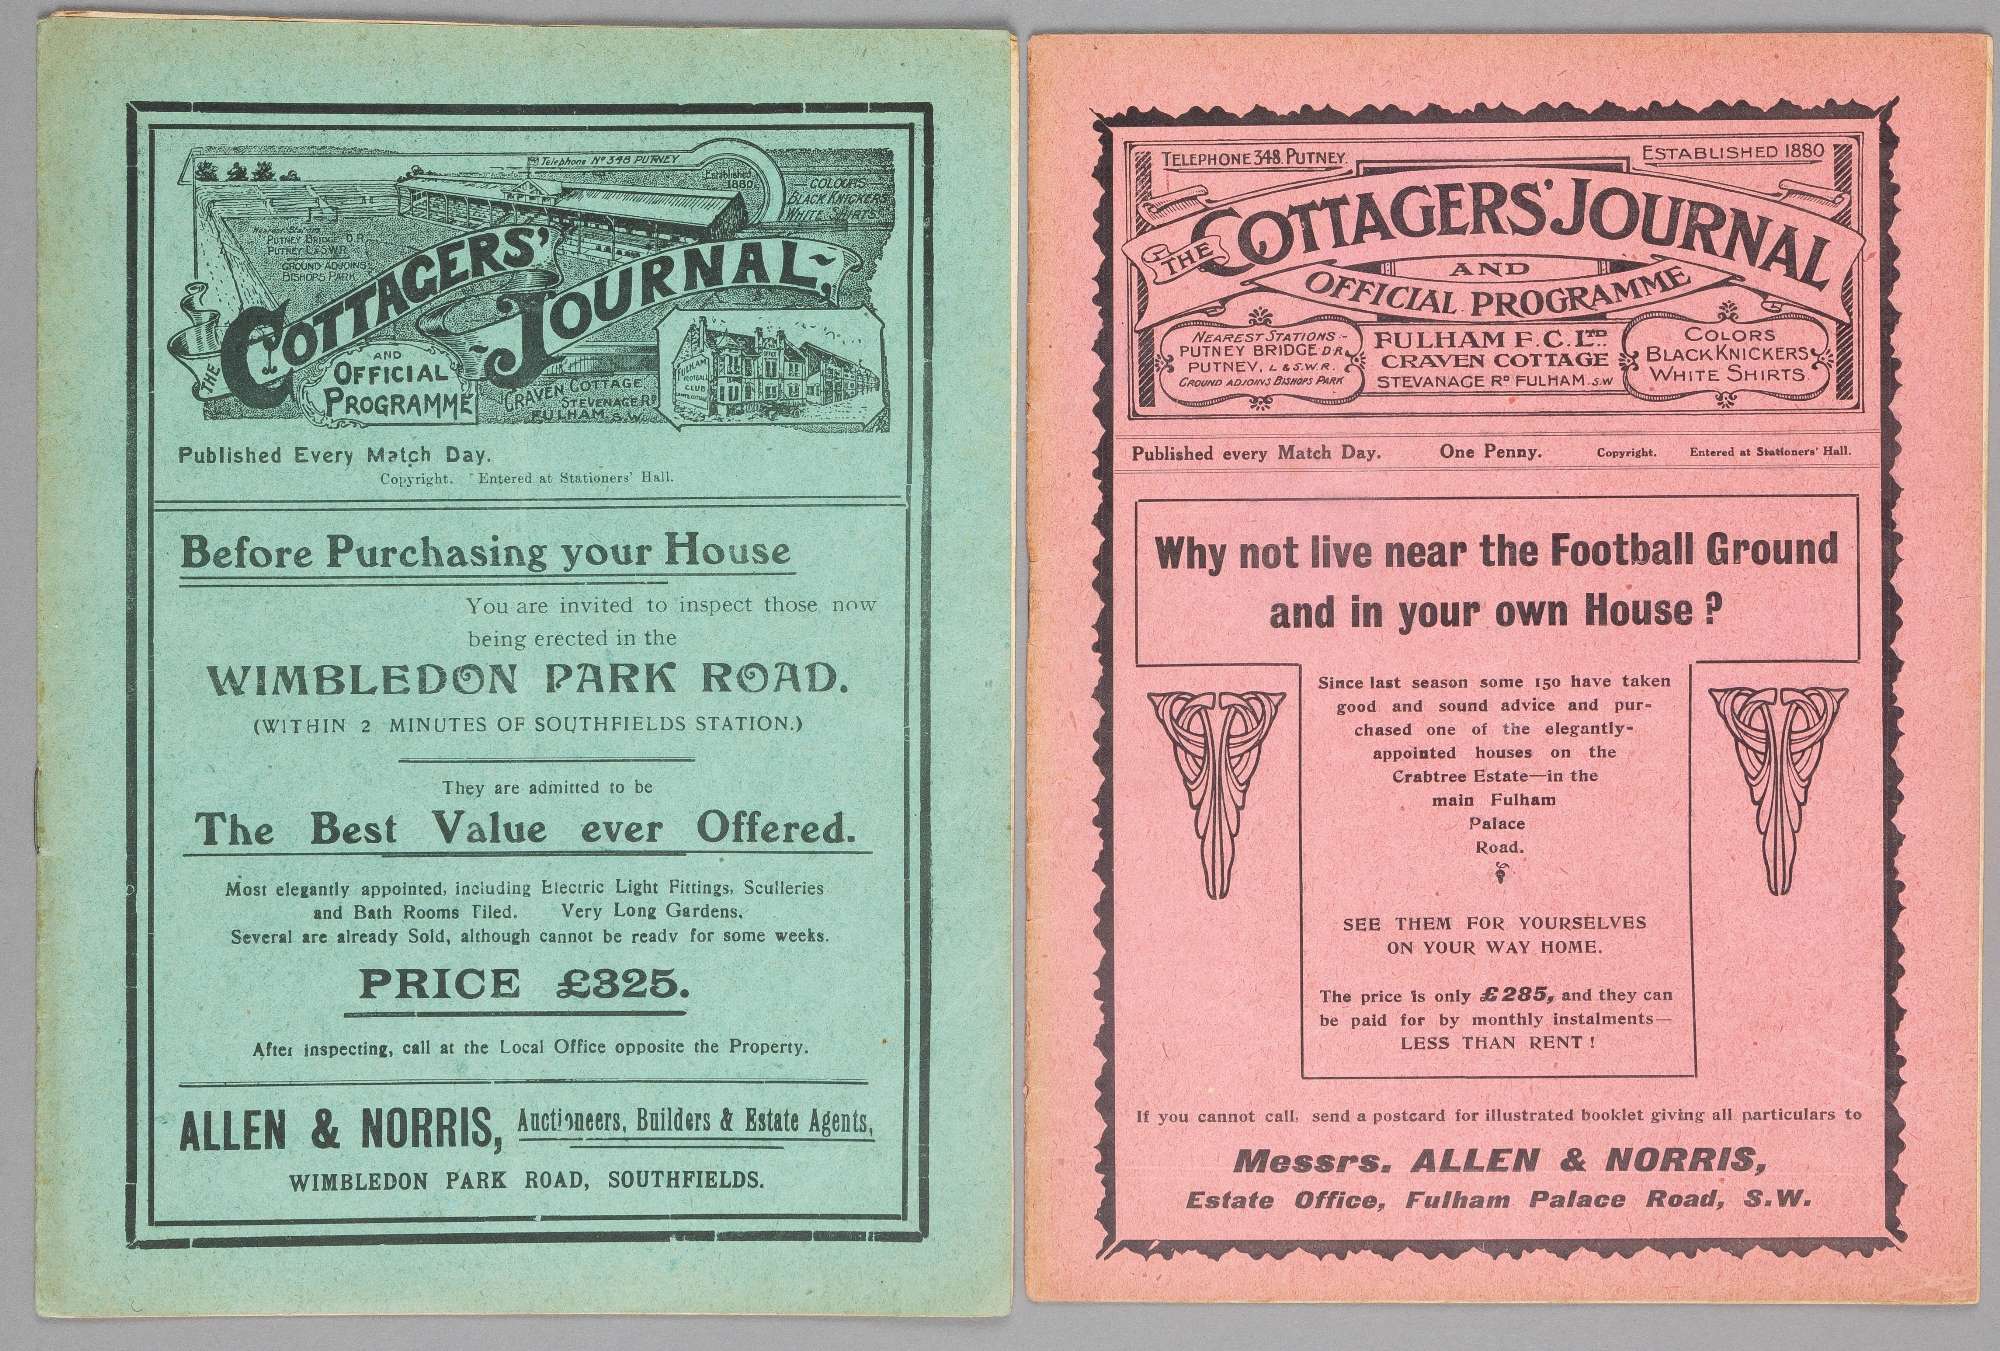 Telephone Nº 348 PUTNEY
Established
1880
COLOURS
BLACK KNICKERS
WHITE SHIRTS
Nearest Station
PUTNEY BRIDGE D.R.
PUTNEY L & S.W.R.
GROUND ADJOINS
BISHOPS PARK
THE COTTAGERS'
JOURNAL,
AND
OFFICIAL
PROGRAMME
CRAVEN COTTAGE
STEVENAGE RD
FULHAM. S.W.
FULHAM
FOOTBALL
CLUB
Published Every Match Day.
Copyright. Entered at Stationers' Hall.
Before Purchasing your House
You are invited to inspect those now
being erected in the
WIMBLEDON PARK ROAD.
(WITHIN 2 MINUTES OF SOUTHFIELDS STATION.)
They are admitted to be
The Best Value ever Offered.
Most elegantly appointed, including Electric Light Fittings, Sculleries
and Bath Rooms Tiled. Very Long Gardens.
Several are already Sold, although cannot be ready for some weeks.
PRICE £325.
After inspecting, call at the Local Office opposite the Property.
ALLEN & NORRIS, Auctioneers, Builders & Estate Agents,
WIMBLEDON PARK ROAD, SOUTHFIELDS.
TELEPHONE 348. PUTNEY.
ESTABLISHED 1880
THE COTTAGERS' JOURNAL
AND
OFFICIAL PROGRAMME
NEAREST STATIONS:-
PUTNEY BRIDGE D R.
PUTNEY, L & S.W.R.
GROUND ADJOINS BISHOPS PARK
FULHAM F. C. LTD.
CRAVEN COTTAGE
STEVENAGE RD FULHAM. S.W
COLORS
BLACK KNICKERS
WHITE SHIRTS.
Published every Match Day. One Penny. Copyright. Entered at Stationers' Hall.
Why not live near the Football Ground
and in your own House ?
Since last season some 150 have taken
good and sound advice and pur-
chased one of the elegantly-
appointed houses on the
Crabtree Estate—in the
main Fulham
Palace
Road.
SEE THEM FOR YOURSELVES
ON YOUR WAY HOME.
The price is only £285, and they can
be paid for by monthly instalments—
LESS THAN RENT !
If you cannot call, send a postcard for illustrated booklet giving all particulars to
Messrs. ALLEN & NORRIS,
Estate Office, Fulham Palace Road, S.W.